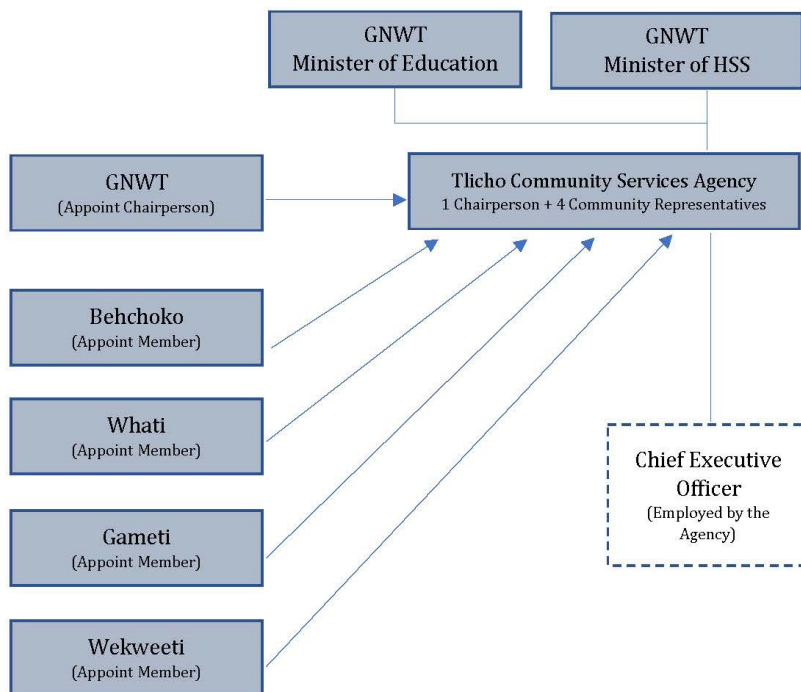 GNWT
Minister of Education
GNWT
Minister of HSS
GNWT
(Appoint Chairperson)
Tlicho Community Services Agency
1 Chairperson + 4 Community Representatives
Behchoko
(Appoint Member)
Whati
(Appoint Member)
Gameti
(Appoint Member)
Wekweeti
(Appoint Member)
Chief Executive
Officer
(Employed by the
Agency)